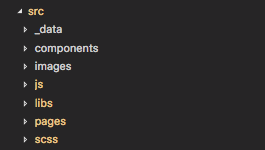 src
_data
components
images
js
libs
pages
scss